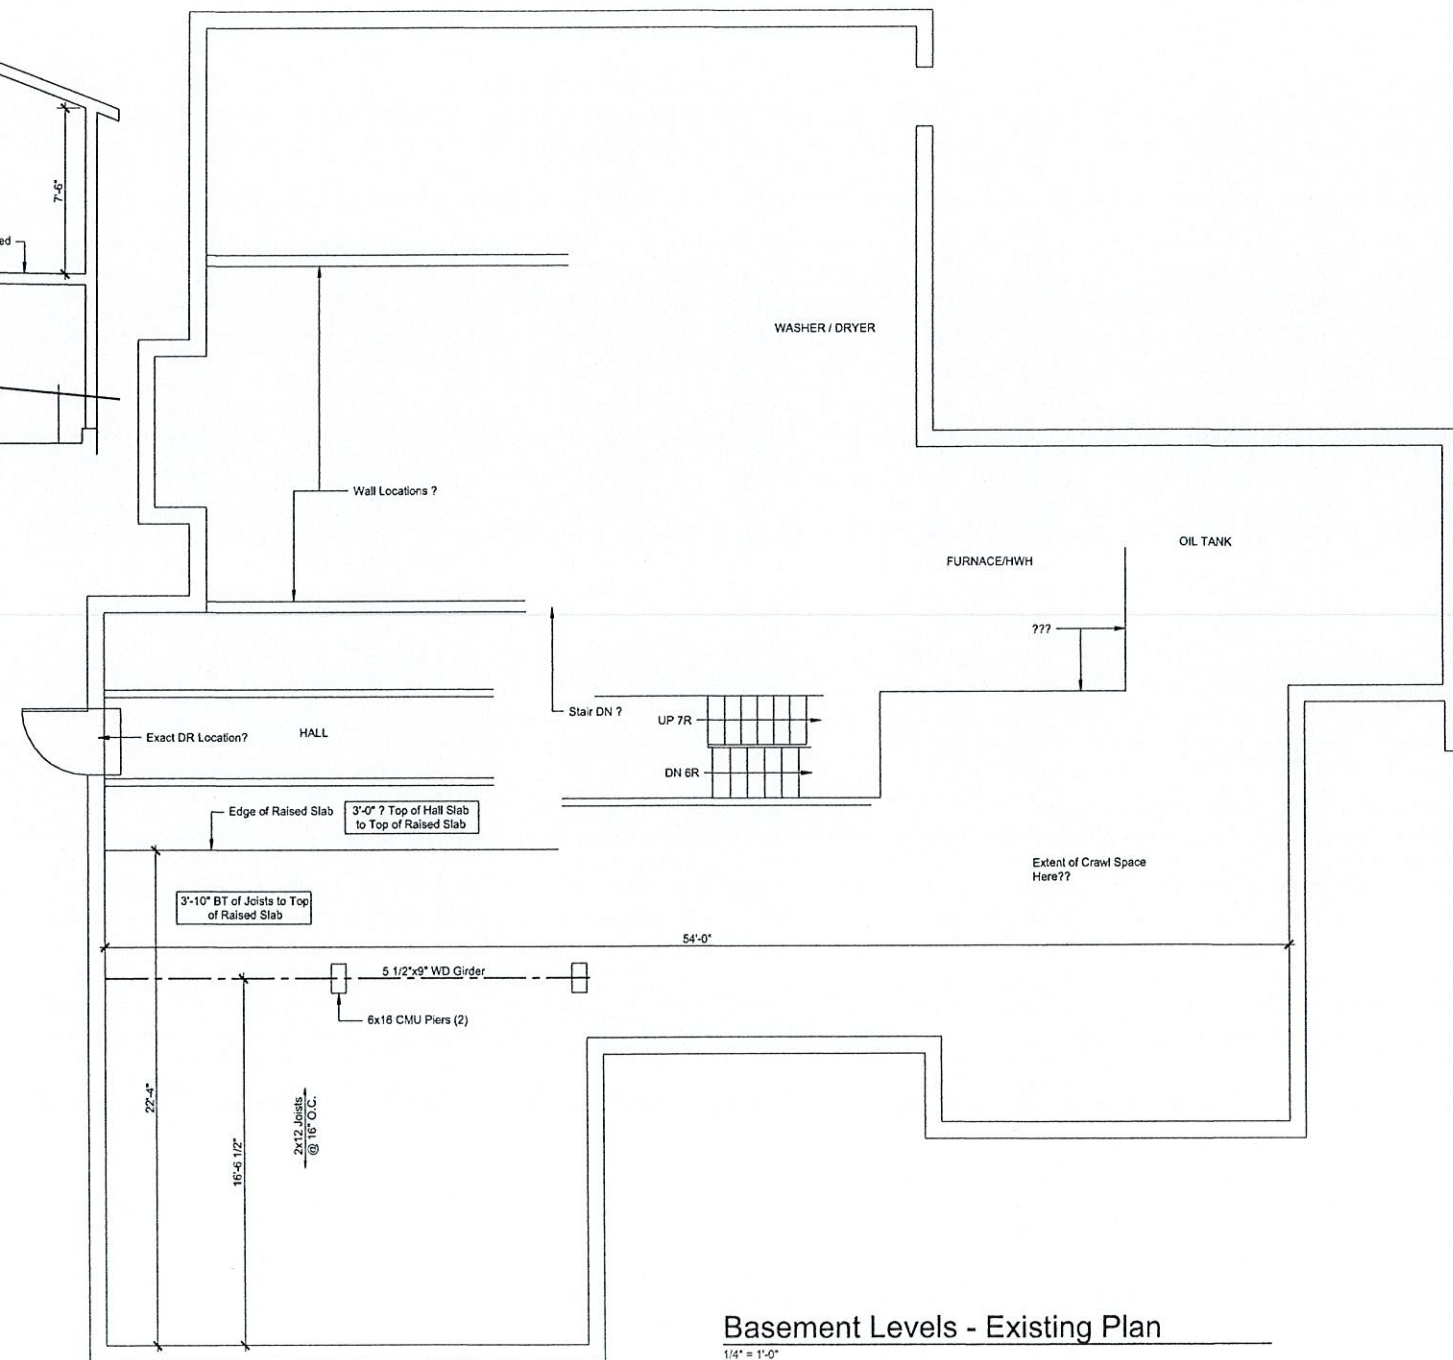 7'-6"
ed
WASHER / DRYER
Wall Locations ?
OIL TANK
FURNACE/HWH
???
Stair DN ?
UP 7R
Exact DR Location?
HALL
DN 6R
Edge of Raised Slab
3'-0" ? Top of Hall Slab
to Top of Raised Slab
Extent of Crawl Space
Here??
3'-10" BT of Joists to Top
of Raised Slab
54'-0"
5 1/2"x9" WD Girder
6x16 CMU Piers (2)
22'-4"
16'-6 1/2"
2x12 Joists
@ 16" O.C.
Basement Levels - Existing Plan
1/4" = 1'-0"